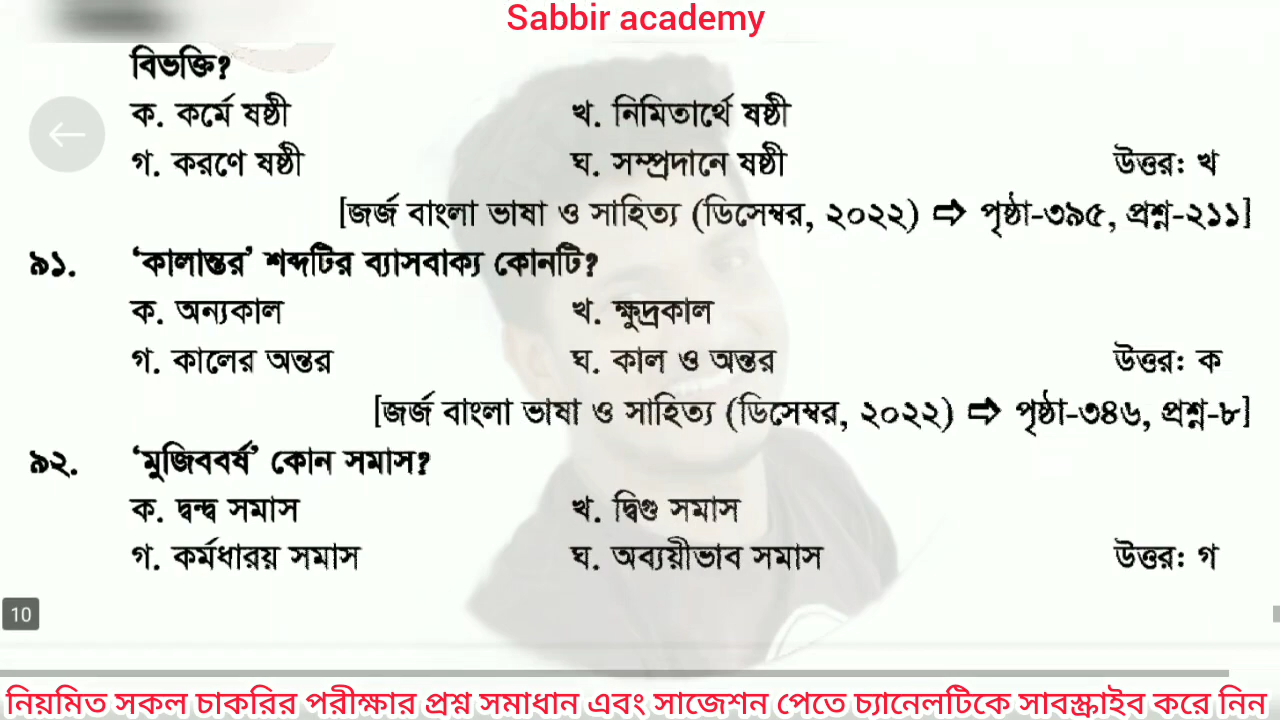 Sabbir academy
বিভক্তি?
ক. কর্মে ষষ্ঠী খ. নিমিতার্থে ষষ্ঠী
গ. করণে ষষ্ঠী ঘ. সম্প্রদানে ষষ্ঠী উত্তর: খ
[জর্জ বাংলা ভাষা ও সাহিত্য (ডিসেম্বর, ২০২২) ⇨ পৃষ্ঠা-৩৯৫, প্রশ্ন-২১১]
৯১. ‘কালান্তর’ শব্দটির ব্যাসবাক্য কোনটি?
ক. অন্যকাল খ. ক্ষুদ্রকাল
গ. কালের অন্তর ঘ. কাল ও অন্তর উত্তর: ক
[জর্জ বাংলা ভাষা ও সাহিত্য (ডিসেম্বর, ২০২২) ⇨ পৃষ্ঠা-৩৪৬, প্রশ্ন-৮]
৯২. ‘মুজিববর্ষ’ কোন সমাস?
ক. দ্বন্দ্ব সমাস খ. দ্বিগু সমাস
গ. কর্মধারয় সমাস ঘ. অব্যয়ীভাব সমাস উত্তর: গ
10
নিয়মিত সকল চাকরির পরীক্ষার প্রশ্ন সমাধান এবং সাজেশন পেতে চ্যানেলটিকে সাবস্ক্রাইব করে নিন